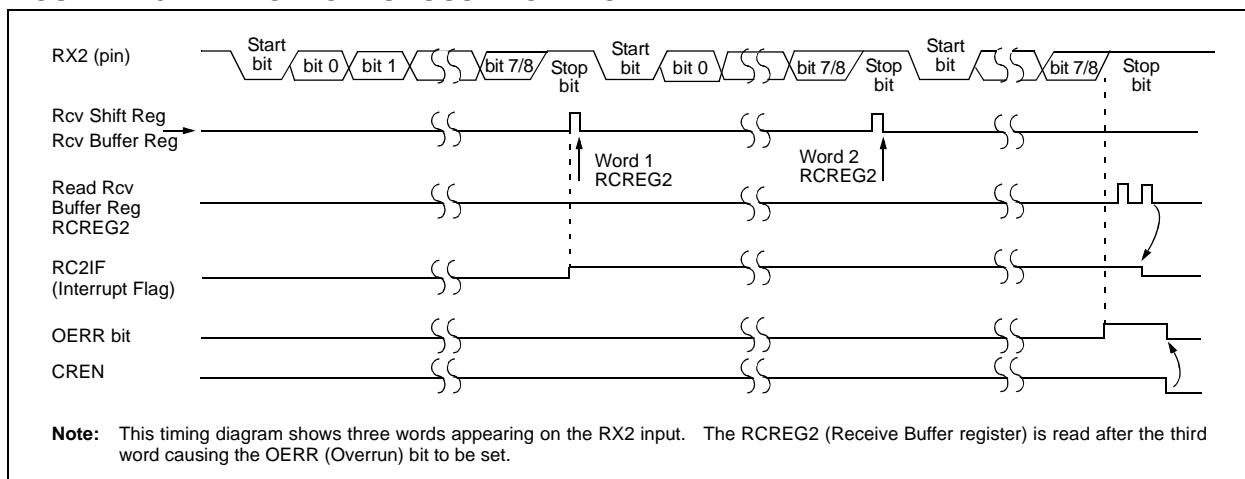 RX2 (pin)
Start bit
bit 0
bit 1
bit 7/8
Stop bit
Start bit
bit 0
bit 7/8
Stop bit
Start bit
bit 7/8
Stop bit
Rcv Shift Reg
Rcv Buffer Reg
Word 1
RCREG2
Word 2
RCREG2
Read Rcv
Buffer Reg
RCREG2
RC2IF
(Interrupt Flag)
OERR bit
CREN
Note: This timing diagram shows three words appearing on the RX2 input. The RCREG2 (Receive Buffer register) is read after the third
word causing the OERR (Overrun) bit to be set.